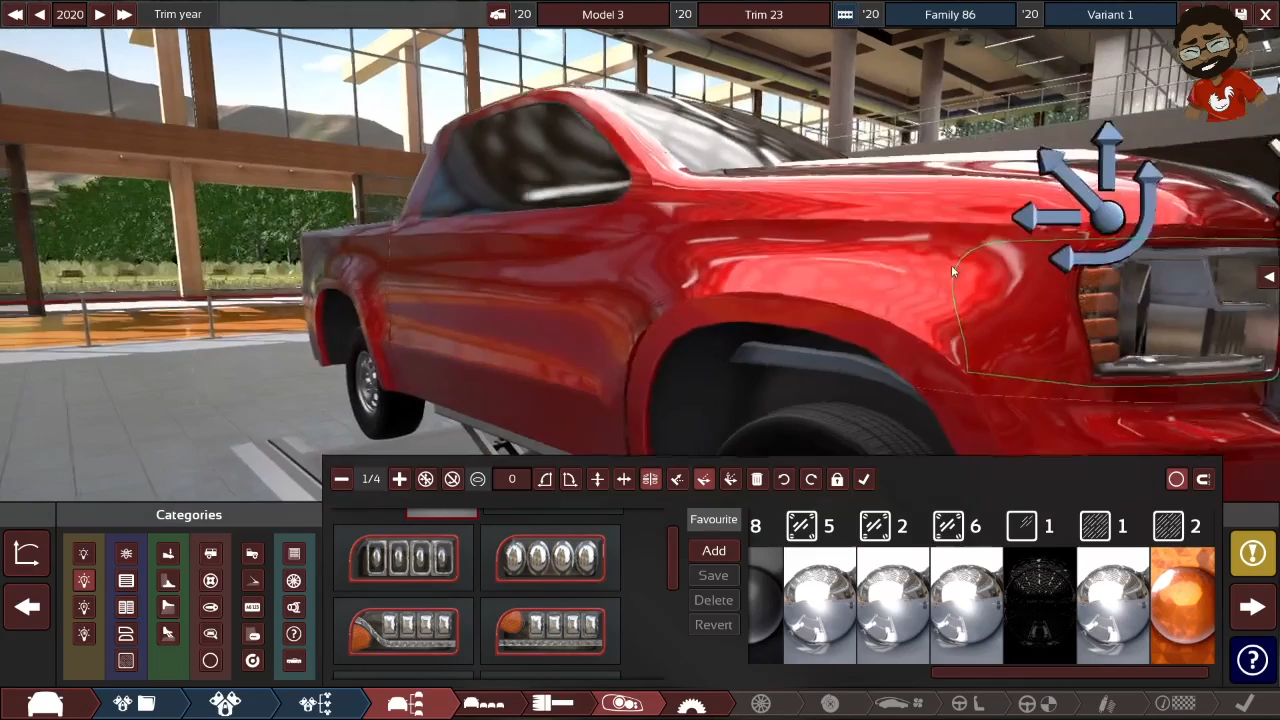 2020 Trim year '20 Model 3 '20 Trim 23 '20 Family 86 '20 Variant 1
1/4 0
Categories
Favourite
Add
Save
Delete
Revert
8 5 2 6 1 1 2